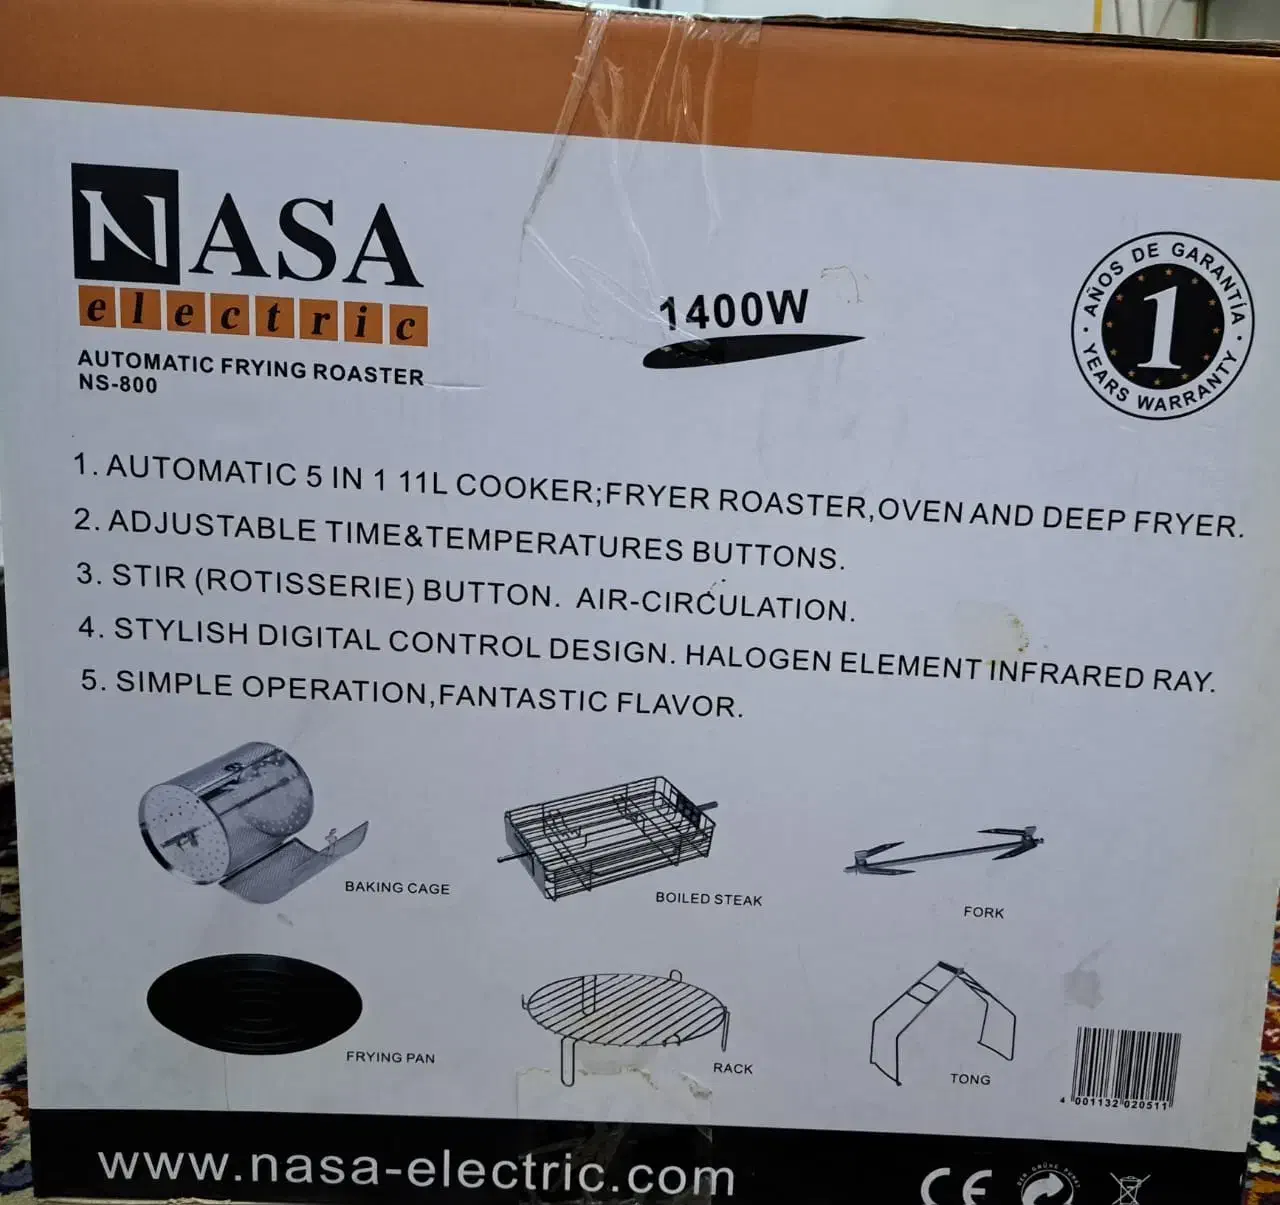 NASA
electric
AUTOMATIC FRYING ROASTER
NS-800
1400W
AÑOS DE GARANTÍA
1
YEARS WARRANTY
1. AUTOMATIC 5 IN 1 11L COOKER;FRYER ROASTER,OVEN AND DEEP FRYER.
2. ADJUSTABLE TIME&TEMPERATURES BUTTONS.
3. STIR (ROTISSERIE) BUTTON. AIR-CIRCULATION.
4. STYLISH DIGITAL CONTROL DESIGN. HALOGEN ELEMENT INFRARED RAY.
5. SIMPLE OPERATION,FANTASTIC FLAVOR.
BAKING CAGE
BOILED STEAK
FORK
FRYING PAN
RACK
TONG
4 001132 020511
www.nasa-electric.com
CE
DER GRÜNE PUNKT